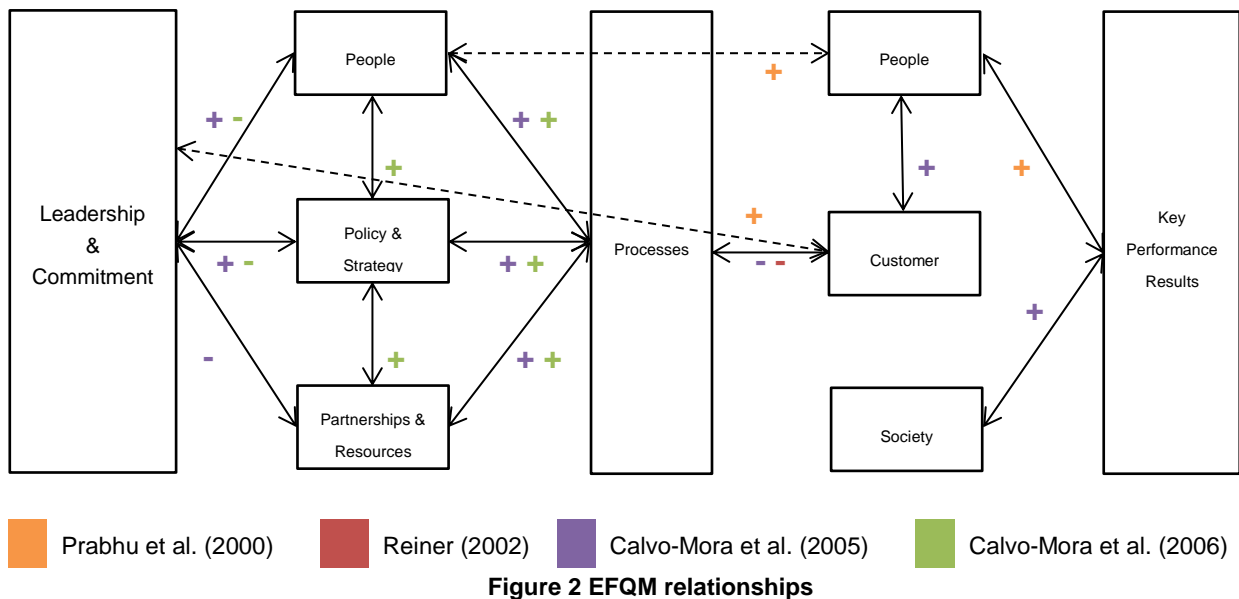 Leadership
&
Commitment
People
+ -
+
Policy &
Strategy
+ -
+
-
Partnerships &
Resources
+ +
+ +
+ +
Processes
+
+
- -
People
+
Customer
Society
+
+
Key
Performance
Results
Prabhu et al. (2000)
Reiner (2002)
Calvo-Mora et al. (2005)
Calvo-Mora et al. (2006)
Figure 2 EFQM relationships